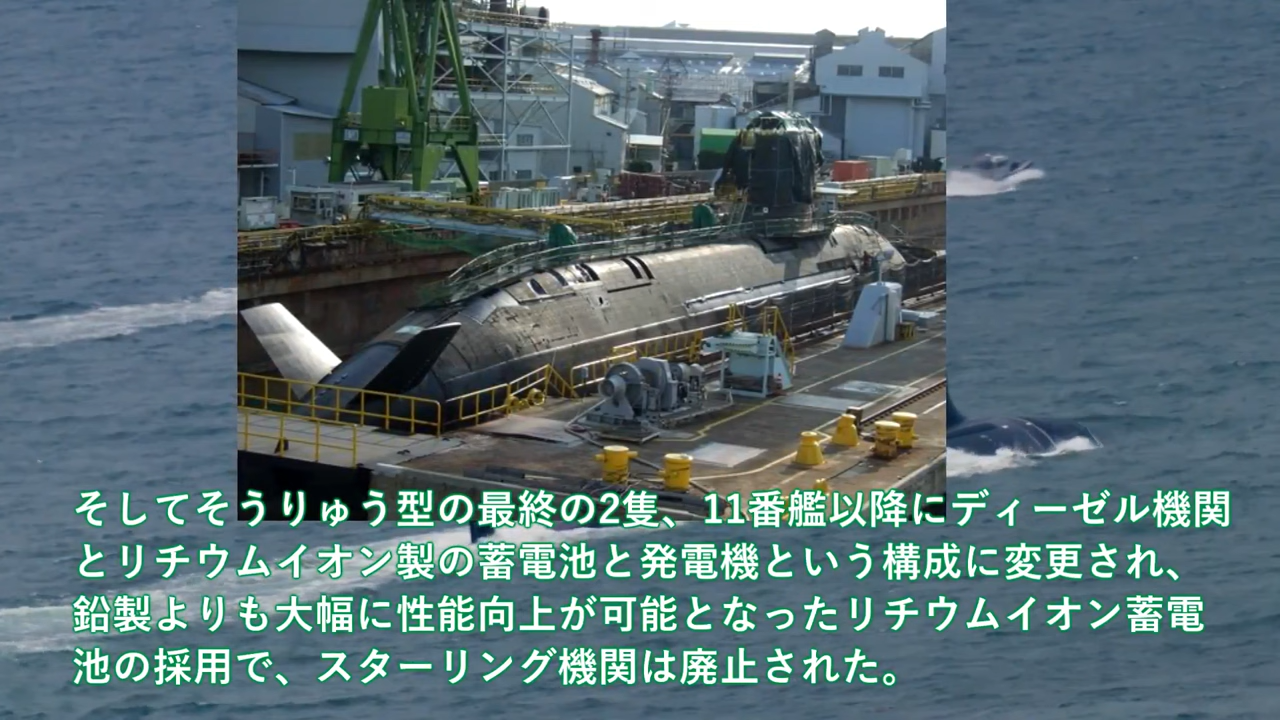 そしてそうりゅう型の最終の2隻、11番艦以降にディーゼル機関
とリチウムイオン製の蓄電池と発電機という構成に変更され、
鉛製よりも大幅に性能向上が可能となったリチウムイオン蓄電
池の採用で、スターリング機関は廃止された。